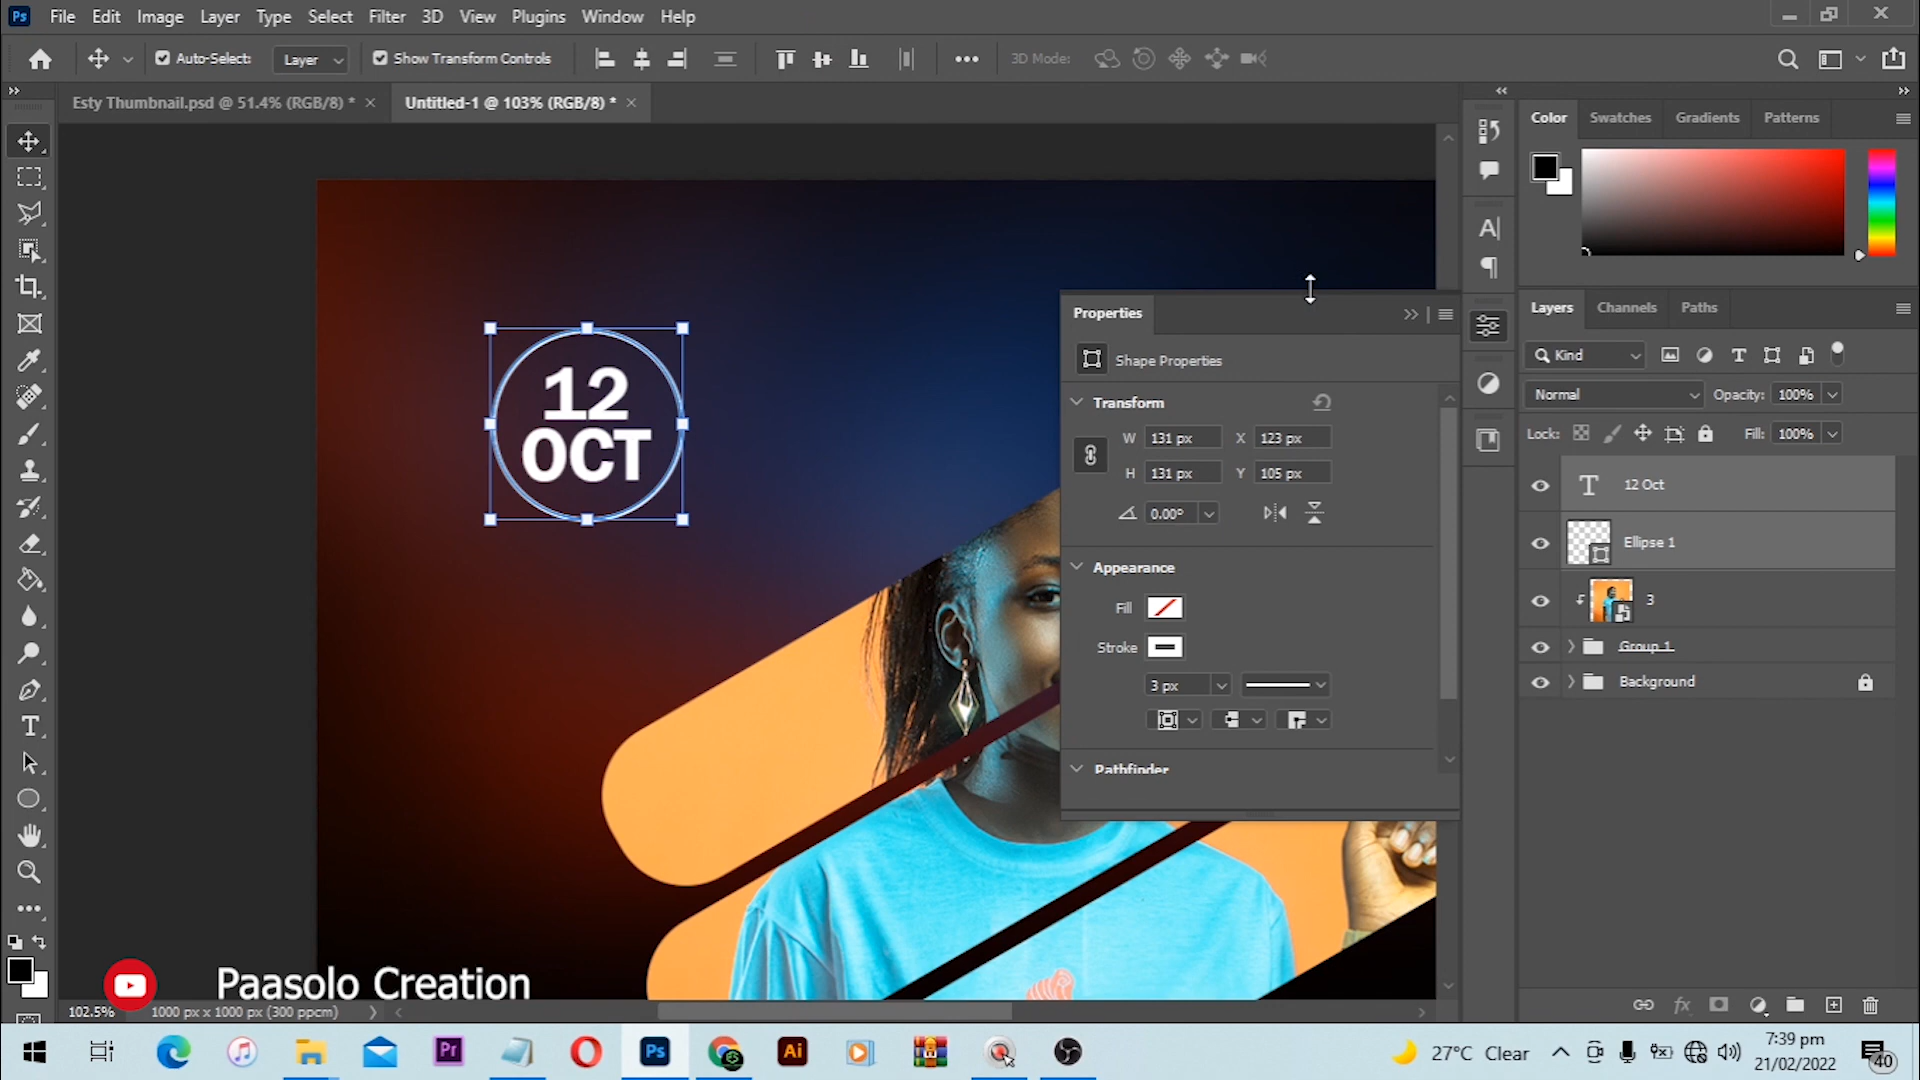 Ps File Edit Image Layer Type Select Filter 3D View Plugins Window Help
Auto-Select: Layer Show Transform Controls 3D Mode:
Esty Thumbnail.psd @ 51.4% (RGB/8) * Untitled-1 @ 103% (RGB/8) *
Color Swatches Gradients Patterns
12
OCT
Properties
Shape Properties
Transform
W 131 px X 123 px
H 131 px Y 105 px
0.00°
Appearance
Fill
Stroke
3 px
Pathfinder
Layers Channels Paths
Kind
Normal Opacity: 100%
Lock: Fill: 100%
12 Oct
Ellipse 1
3
Group 1
Background
Paasolo Creation
102.5% 1000 px x 1000 px (300 ppcm)
Pr Ps Ai
27°C Clear
7:39 pm
21/02/2022
40